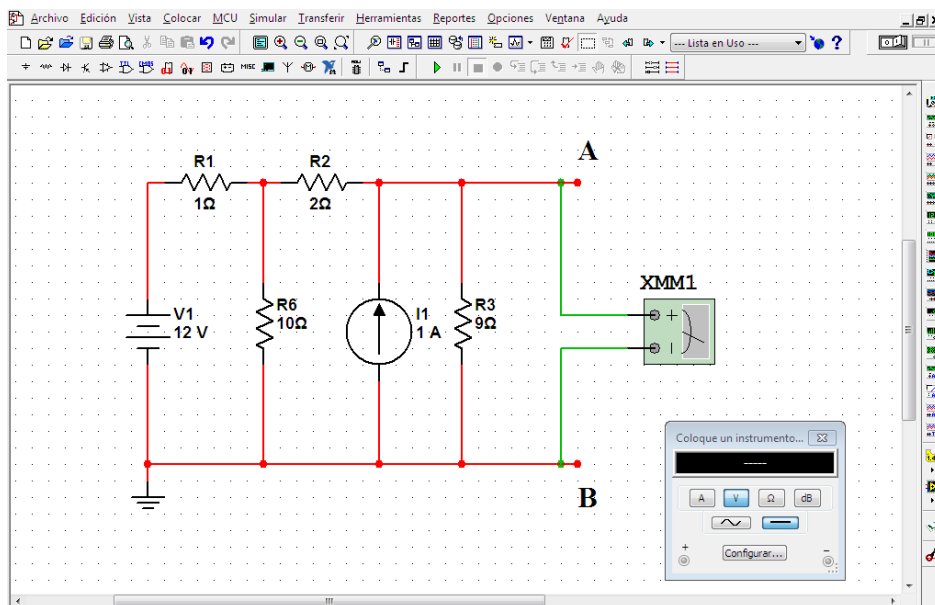 Archivo Edición Vista Colocar MCU Simular Transferir Herramientas Reportes Opciones Ventana Ayuda
--- Lista en Uso ---
MISC
A
R1
1Ω
R2
2Ω
XMM1
V1
12 V
R6
10Ω
I1
1 A
R3
9Ω
B
Coloque un instrumento...
-----
A V Ω dB
Configurar...